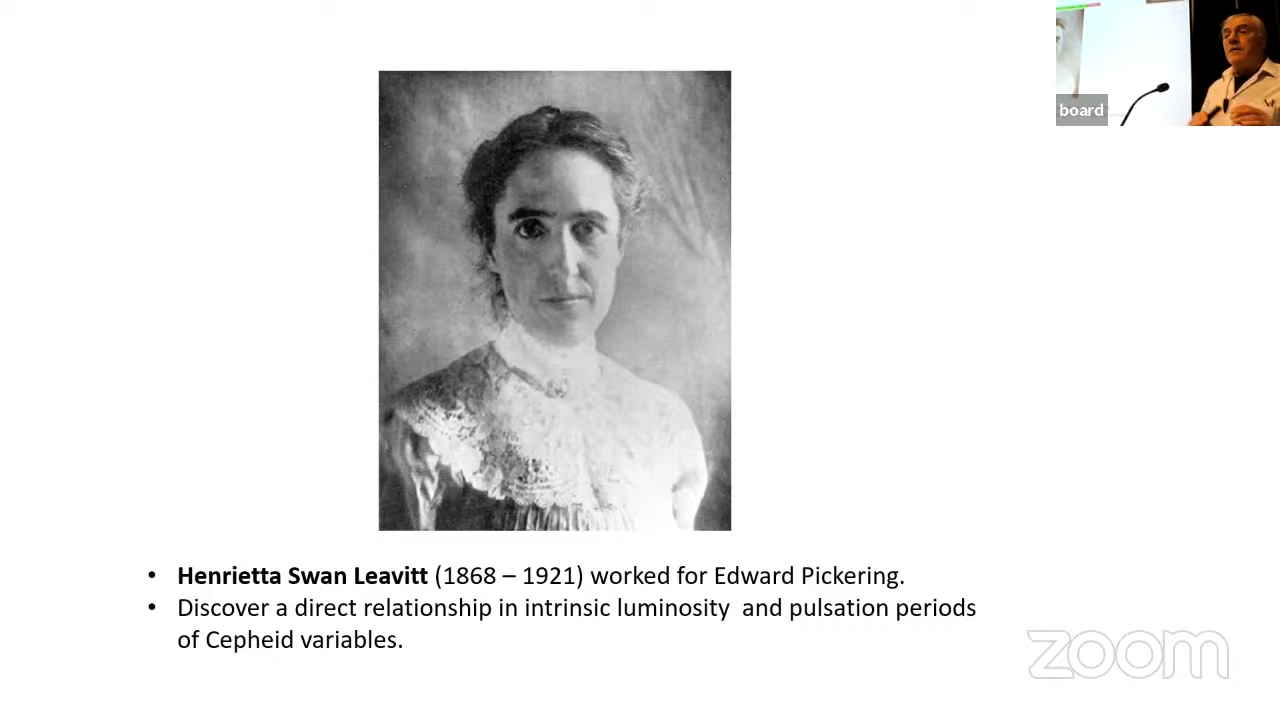 board
• Henrietta Swan Leavitt (1868 – 1921) worked for Edward Pickering.
• Discover a direct relationship in intrinsic luminosity  and pulsation periods
of Cepheid variables.
zoom